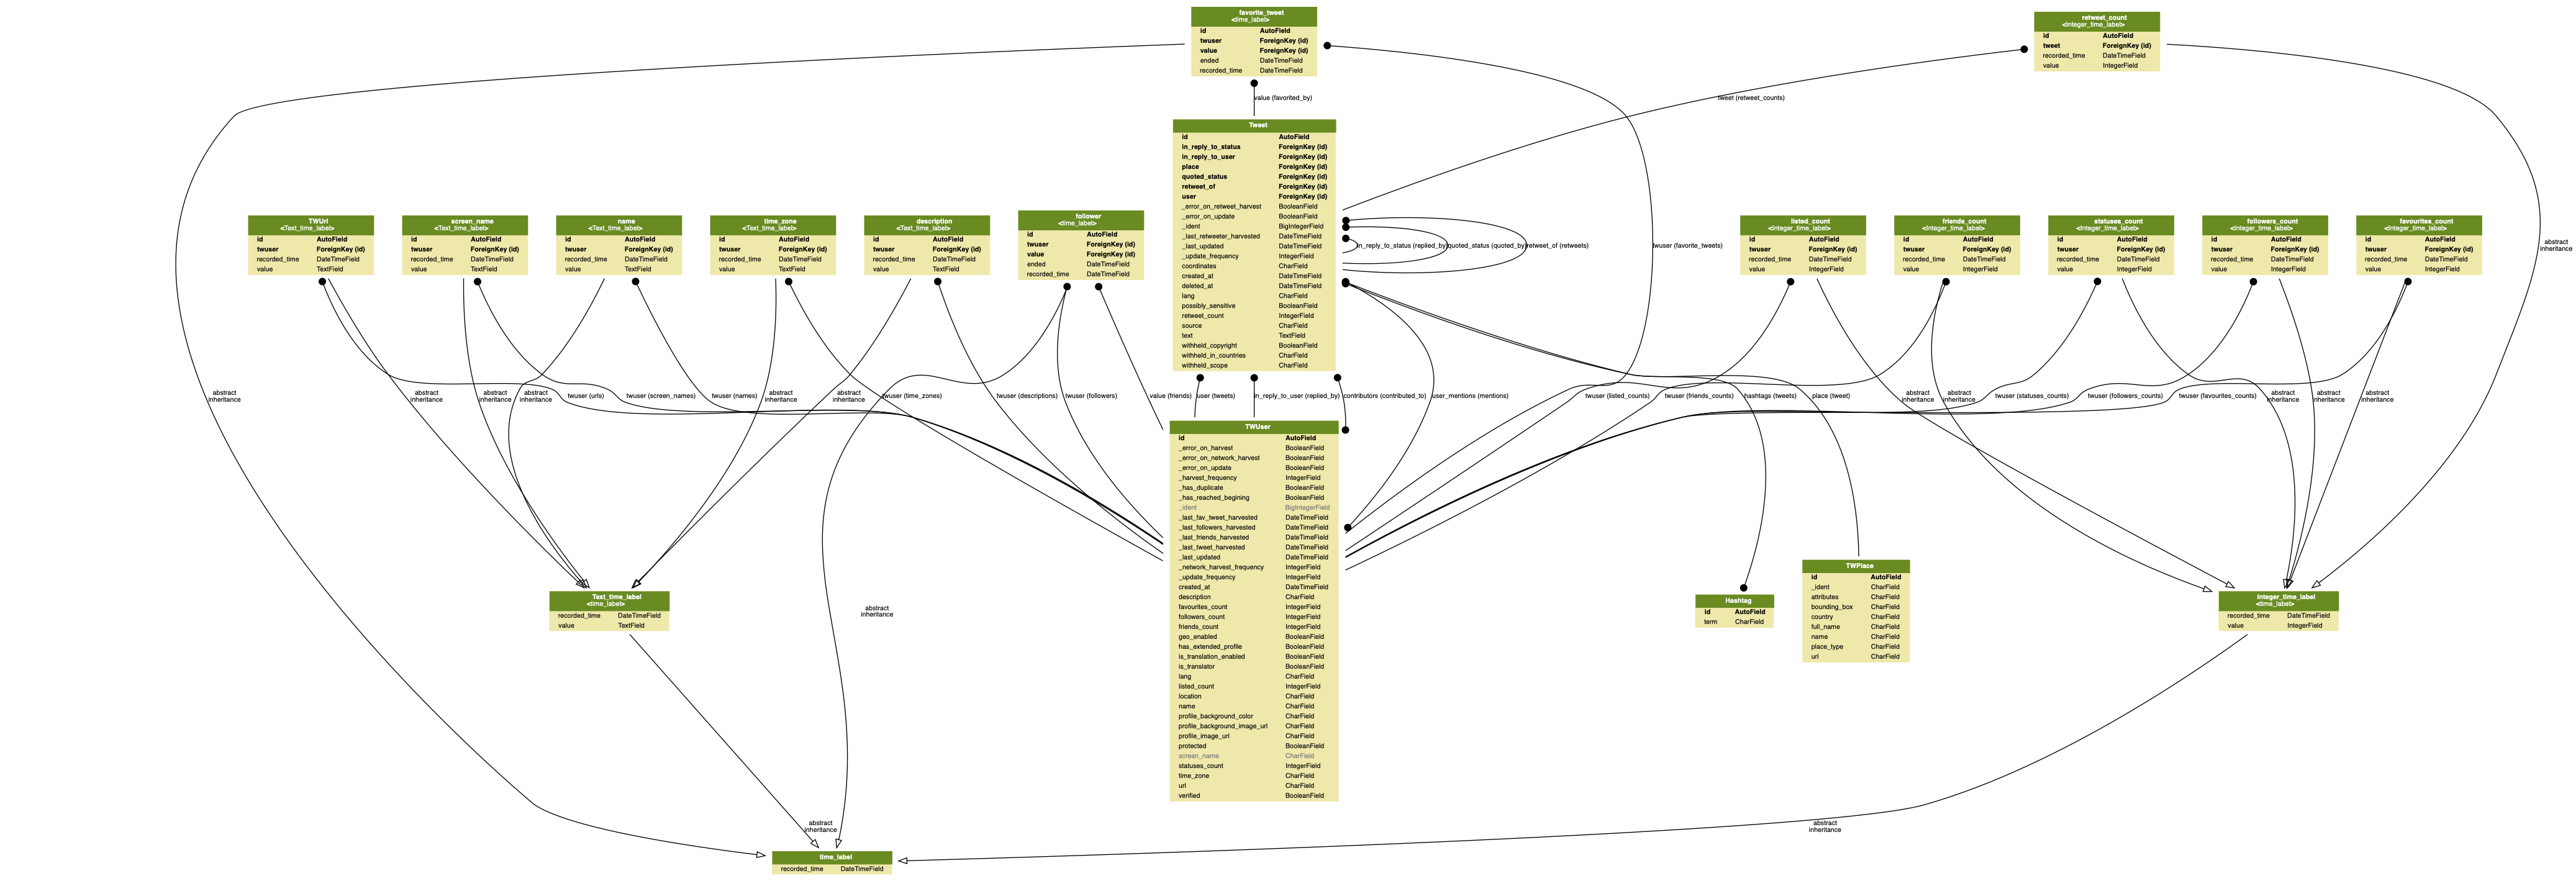 favorite_tweet
<time_label>
id AutoField
twuser ForeignKey (id)
value ForeignKey (id)
ended DateTimeField
recorded_time DateTimeField
retweet_count
<Integer_time_label>
id AutoField
tweet ForeignKey (id)
recorded_time DateTimeField
value IntegerField
value (favorited_by)
tweet (retweet_counts)
Tweet
id AutoField
in_reply_to_status ForeignKey (id)
in_reply_to_user ForeignKey (id)
place ForeignKey (id)
quoted_status ForeignKey (id)
retweet_of ForeignKey (id)
user ForeignKey (id)
_error_on_retweet_harvest BooleanField
_error_on_update BooleanField
_ident BigIntegerField
_last_retweeter_harvested DateTimeField
_last_updated DateTimeField
_update_frequency IntegerField
coordinates CharField
created_at DateTimeField
deleted_at DateTimeField
lang CharField
possibly_sensitive BooleanField
retweet_count IntegerField
source CharField
text TextField
withheld_copyright BooleanField
withheld_in_countries CharField
withheld_scope CharField
TWUrl
<Text_time_label>
id AutoField
twuser ForeignKey (id)
recorded_time DateTimeField
value TextField
screen_name
<Text_time_label>
id AutoField
twuser ForeignKey (id)
recorded_time DateTimeField
value TextField
name
<Text_time_label>
id AutoField
twuser ForeignKey (id)
recorded_time DateTimeField
value TextField
time_zone
<Text_time_label>
id AutoField
twuser ForeignKey (id)
recorded_time DateTimeField
value TextField
description
<Text_time_label>
id AutoField
twuser ForeignKey (id)
recorded_time DateTimeField
value TextField
follower
<time_label>
id AutoField
twuser ForeignKey (id)
value ForeignKey (id)
ended DateTimeField
recorded_time DateTimeField
in_reply_to_status (replied_by)
quoted_status (quoted_by)
retweet_of (retweets)
twuser (favorite_tweets)
listed_count
<Integer_time_label>
id AutoField
twuser ForeignKey (id)
recorded_time DateTimeField
value IntegerField
friends_count
<Integer_time_label>
id AutoField
twuser ForeignKey (id)
recorded_time DateTimeField
value IntegerField
statuses_count
<Integer_time_label>
id AutoField
twuser ForeignKey (id)
recorded_time DateTimeField
value IntegerField
followers_count
<Integer_time_label>
id AutoField
twuser ForeignKey (id)
recorded_time DateTimeField
value IntegerField
favourites_count
<Integer_time_label>
id AutoField
twuser ForeignKey (id)
recorded_time DateTimeField
value IntegerField
abstract
inheritance
abstract
inheritance
abstract
inheritance
abstract
inheritance
abstract
inheritance
twuser (urls)
twuser (screen_names)
twuser (names)
abstract
inheritance
abstract
inheritance
twuser (time_zones)
twuser (descriptions)
twuser (followers)
value (friends)
user (tweets)
in_reply_to_user (replied_by)
contributors (contributed_to)
user_mentions (mentions)
twuser (listed_counts)
twuser (friends_counts)
hashtags (tweets)
place (tweet)
abstract
inheritance
abstract
inheritance
twuser (statuses_counts)
twuser (followers_counts)
twuser (favourites_counts)
abstract
inheritance
abstract
inheritance
abstract
inheritance
TWUser
id AutoField
_error_on_harvest BooleanField
_error_on_network_harvest BooleanField
_error_on_update BooleanField
_harvest_frequency IntegerField
_has_duplicate BooleanField
_has_reached_begining BooleanField
_ident BigIntegerField
_last_fav_tweet_harvested DateTimeField
_last_followers_harvested DateTimeField
_last_friends_harvested DateTimeField
_last_tweet_harvested DateTimeField
_last_updated DateTimeField
_network_harvest_frequency IntegerField
_update_frequency IntegerField
created_at DateTimeField
description CharField
favourites_count IntegerField
followers_count IntegerField
friends_count IntegerField
geo_enabled BooleanField
has_extended_profile BooleanField
is_translation_enabled BooleanField
is_translator BooleanField
lang CharField
listed_count IntegerField
location CharField
name CharField
profile_background_color CharField
profile_background_image_url CharField
profile_image_url CharField
protected BooleanField
screen_name CharField
statuses_count IntegerField
time_zone CharField
url CharField
verified BooleanField
Text_time_label
<time_label>
recorded_time DateTimeField
value TextField
abstract
inheritance
Hashtag
id AutoField
term CharField
TWPlace
id AutoField
_ident CharField
attributes CharField
bounding_box CharField
country CharField
full_name CharField
name CharField
place_type CharField
url CharField
Integer_time_label
<time_label>
recorded_time DateTimeField
value IntegerField
abstract
inheritance
abstract
inheritance
time_label
recorded_time DateTimeField